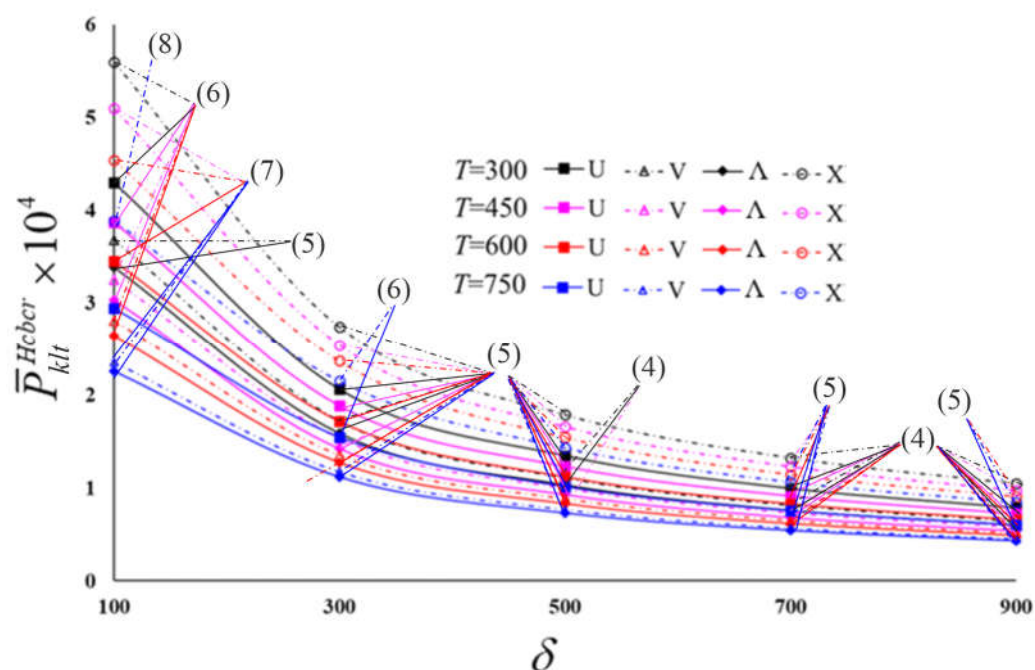 6
(8)
(6)
5
(7)
T=300 U V Λ X
T=450 U V Λ X
4
T=600 U V Λ X
(5)
T=750 U V Λ X
3
(6)
(5)
(4)
2
(5)
(5)
(4)
1
0
100 300 500 700 900
δ
P̅klt^Hcbcr ×10^4